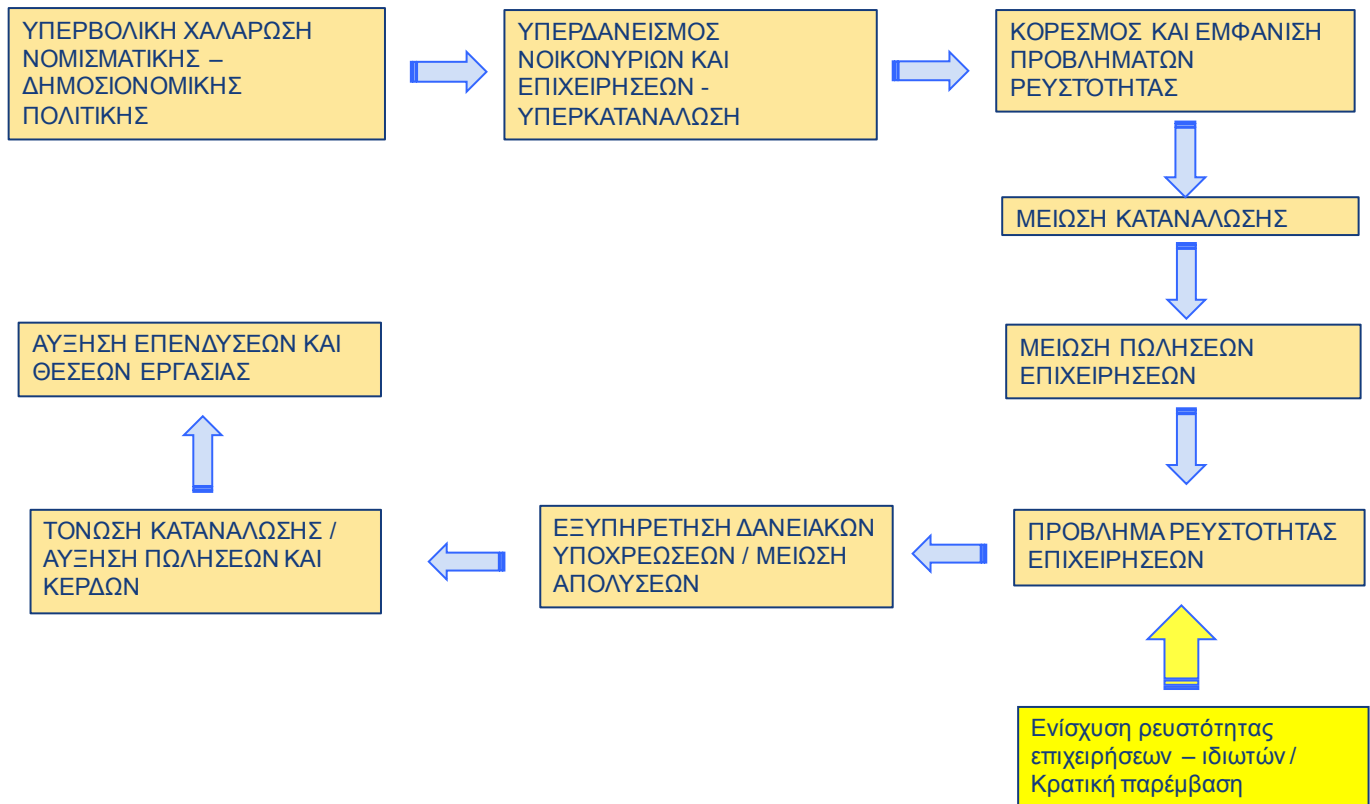 ΥΠΕΡΒΟΛΙΚΗ ΧΑΛΑΡΩΣΗ
ΝΟΜΙΣΜΑΤΙΚΗΣ –
ΔΗΜΟΣΙΟΝΟΜΙΚΗΣ
ΠΟΛΙΤΙΚΗΣ
ΥΠΕΡΔΑΝΕΙΣΜΟΣ
ΝΟΙΚΟΝΥΡΙΩΝ ΚΑΙ
ΕΠΙΧΕΙΡΗΣΕΩΝ -
ΥΠΕΡΚΑΤΑΝΑΛΩΣΗ
ΚΟΡΕΣΜΟΣ ΚΑΙ ΕΜΦΑΝΙΣΗ
ΠΡΟΒΛΗΜΑΤΩΝ
ΡΕΥΣΤΌΤΗΤΑΣ
ΜΕΙΩΣΗ ΚΑΤΑΝΑΛΩΣΗΣ
ΜΕΙΩΣΗ ΠΩΛΗΣΕΩΝ
ΕΠΙΧΕΙΡΗΣΕΩΝ
ΠΡΟΒΛΗΜΑ ΡΕΥΣΤΟΤΗΤΑΣ
ΕΠΙΧΕΙΡΗΣΕΩΝ
Ενίσχυση ρευστότητας
επιχειρήσεων – ιδιωτών /
Κρατική παρέμβαση
ΕΞΥΠΗΡΕΤΗΣΗ ΔΑΝΕΙΑΚΩΝ
ΥΠΟΧΡΕΩΣΕΩΝ / ΜΕΙΩΣΗ
ΑΠΟΛΥΣΕΩΝ
ΤΟΝΩΣΗ ΚΑΤΑΝΑΛΩΣΗΣ /
ΑΥΞΗΣΗ ΠΩΛΗΣΕΩΝ ΚΑΙ
ΚΕΡΔΩΝ
ΑΥΞΗΣΗ ΕΠΕΝΔΥΣΕΩΝ ΚΑΙ
ΘΕΣΕΩΝ ΕΡΓΑΣΙΑΣ